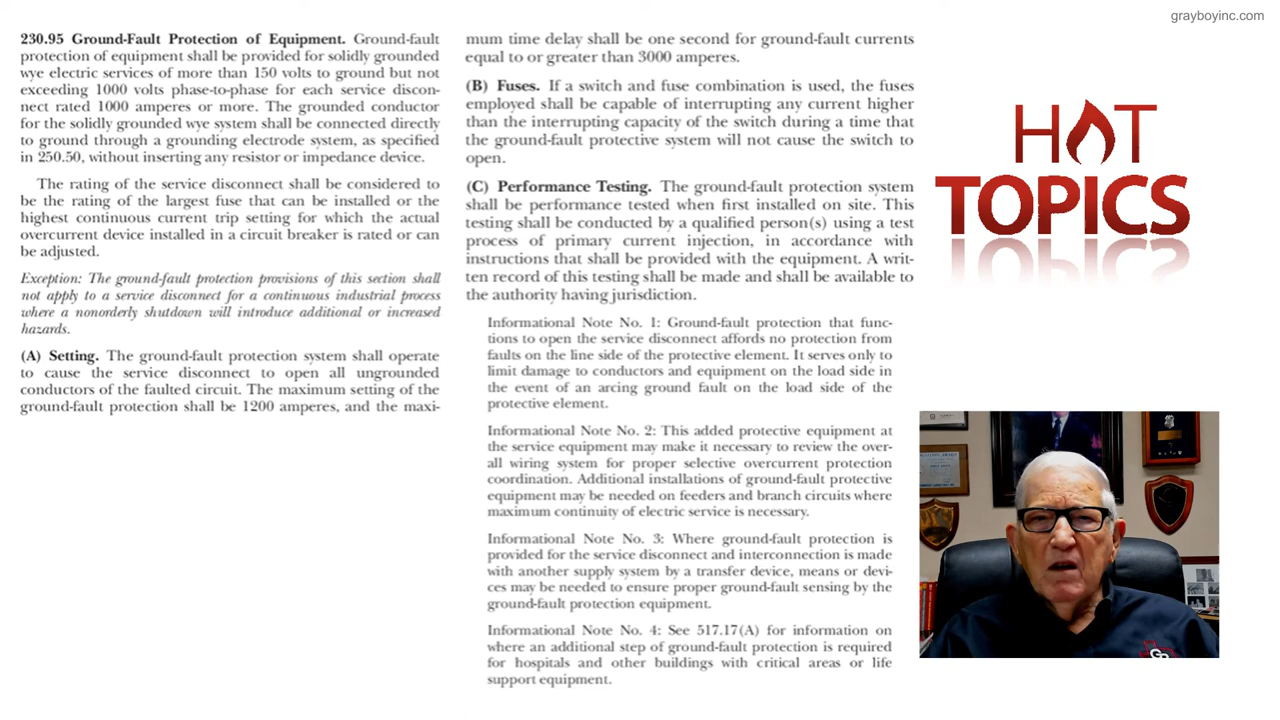 grayboyinc.com
230.95 Ground-Fault Protection of Equipment. Ground-fault
protection of equipment shall be provided for solidly grounded
wye electric services of more than 150 volts to ground but not
exceeding 1000 volts phase-to-phase for each service discon-
nect rated 1000 amperes or more. The grounded conductor
for the solidly grounded wye system shall be connected directly
to ground through a grounding electrode system, as specified
in 250.50, without inserting any resistor or impedance device.
The rating of the service disconnect shall be considered to
be the rating of the largest fuse that can be installed or the
highest continuous current trip setting for which the actual
overcurrent device installed in a circuit breaker is rated or can
be adjusted.
Exception: The ground-fault protection provisions of this section shall
not apply to a service disconnect for a continuous industrial process
where a nonorderly shutdown will introduce additional or increased
hazards.
(A) Setting. The ground-fault protection system shall operate
to cause the service disconnect to open all ungrounded
conductors of the faulted circuit. The maximum setting of the
ground-fault protection shall be 1200 amperes, and the maxi-
mum time delay shall be one second for ground-fault currents
equal to or greater than 3000 amperes.
(B) Fuses. If a switch and fuse combination is used, the fuses
employed shall be capable of interrupting any current higher
than the interrupting capacity of the switch during a time that
the ground-fault protective system will not cause the switch to
open.
(C) Performance Testing. The ground-fault protection system
shall be performance tested when first installed on site. This
testing shall be conducted by a qualified person(s) using a test
process of primary current injection, in accordance with
instructions that shall be provided with the equipment. A writ-
ten record of this testing shall be made and shall be available to
the authority having jurisdiction.
Informational Note No. 1: Ground-fault protection that func-
tions to open the service disconnect affords no protection from
faults on the line side of the protective element. It serves only to
limit damage to conductors and equipment on the load side in
the event of an arcing ground fault on the load side of the
protective element.
Informational Note No. 2: This added protective equipment at
the service equipment may make it necessary to review the over-
all wiring system for proper selective overcurrent protection
coordination. Additional installations of ground-fault protective
equipment may be needed on feeders and branch circuits where
maximum continuity of electric service is necessary.
Informational Note No. 3: Where ground-fault protection is
provided for the service disconnect and interconnection is made
with another supply system by a transfer device, means or devi-
ces may be needed to ensure proper ground-fault sensing by the
ground-fault protection equipment.
Informational Note No. 4: See 517.17(A) for information on
where an additional step of ground-fault protection is required
for hospitals and other buildings with critical areas or life
support equipment.
HOT
TOPICS